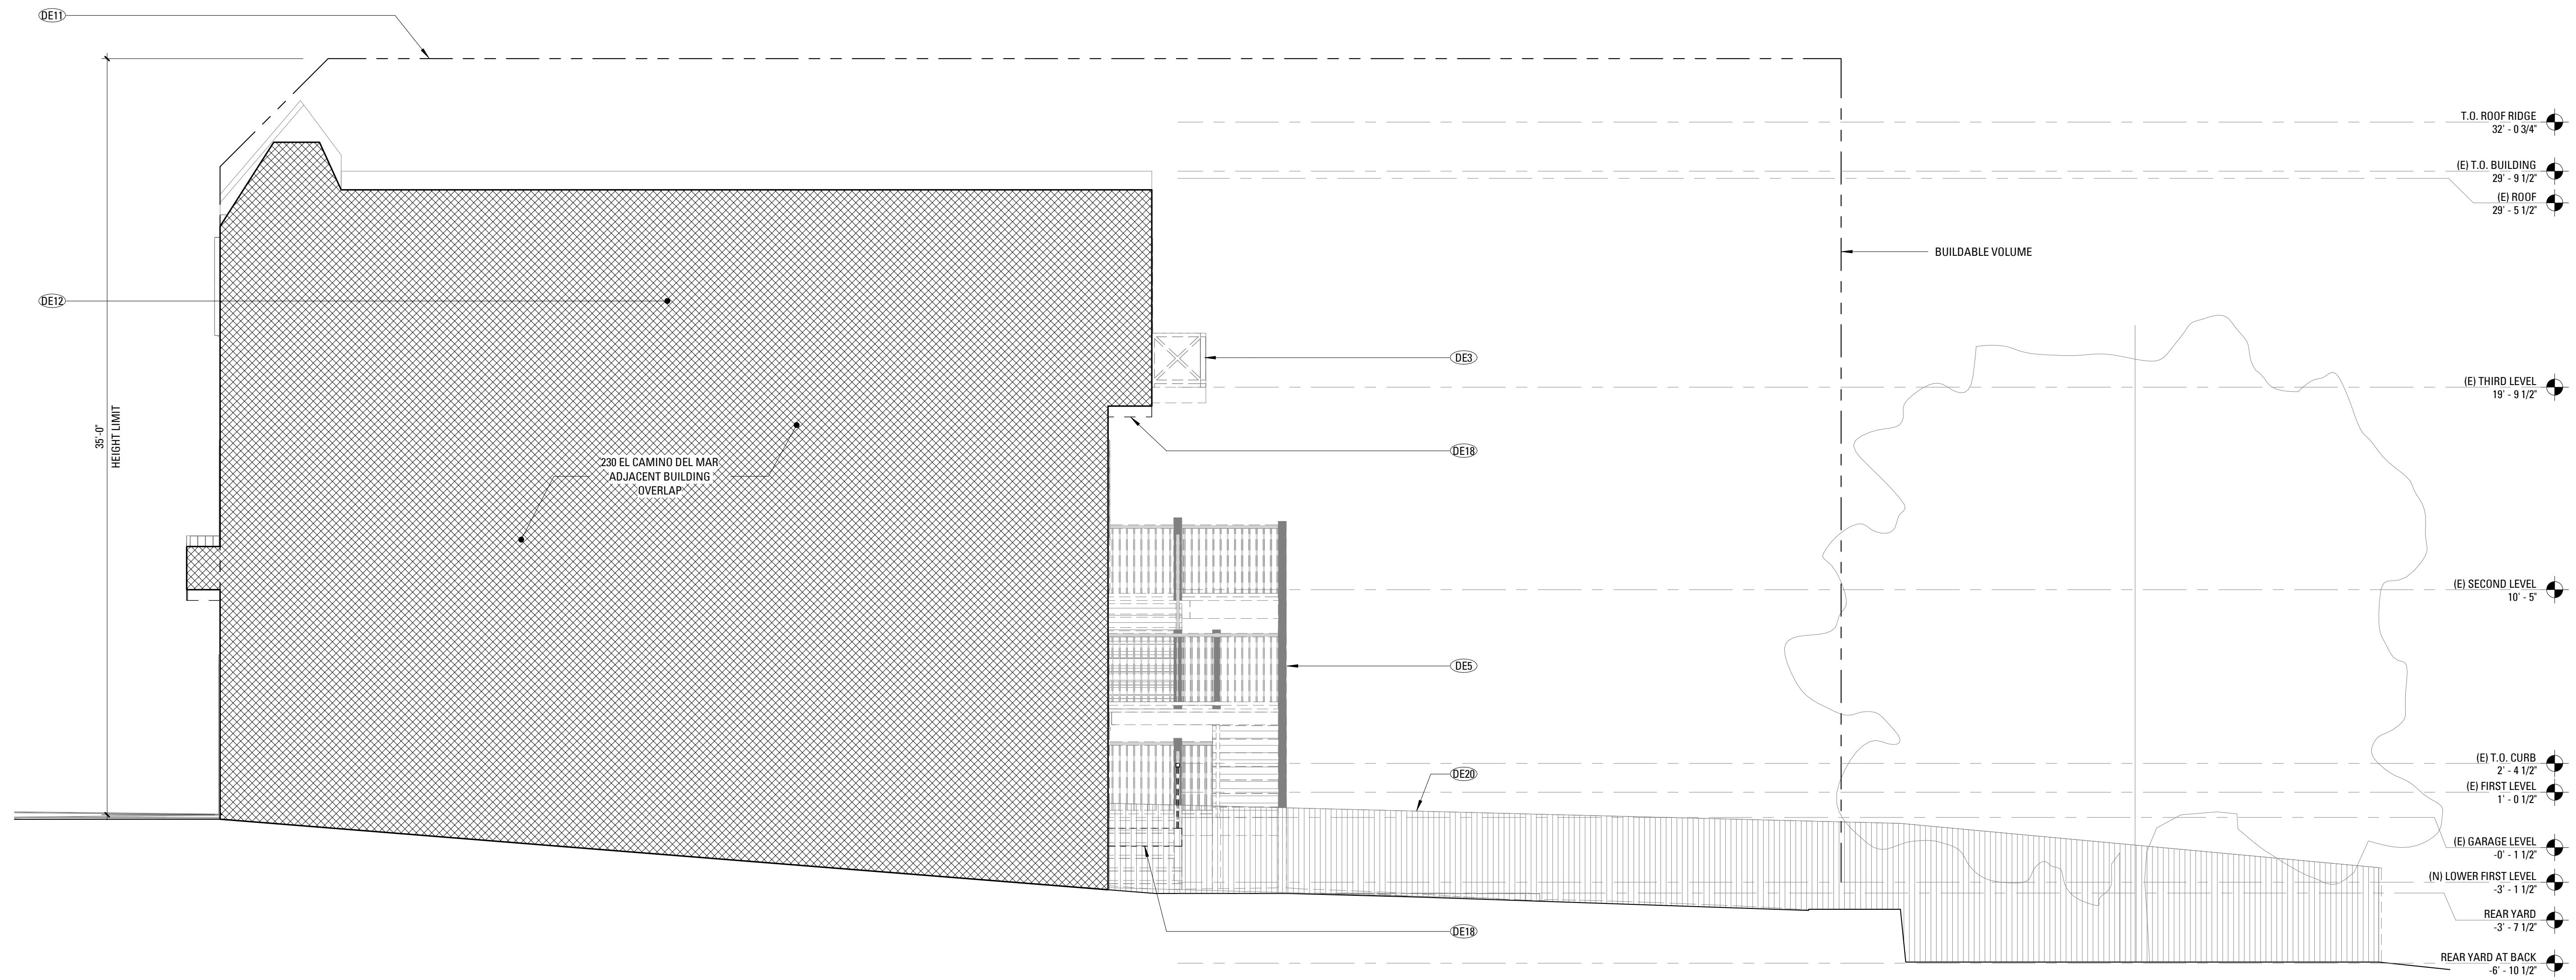 DE11
T.O. ROOF RIDGE
32' - 0 3/4"
(E) T.O. BUILDING
29' - 9 1/2"
(E) ROOF
29' - 5 1/2"
BUILDABLE VOLUME
DE12
DE3
(E) THIRD LEVEL
19' - 9 1/2"
35'-0"
HEIGHT LIMIT
DE18
230 EL CAMINO DEL MAR
ADJACENT BUILDING
OVERLAP
(E) SECOND LEVEL
10' - 5"
DE5
(E) T.O. CURB
2' - 4 1/2"
DE20
(E) FIRST LEVEL
1' - 0 1/2"
(E) GARAGE LEVEL
-0' - 1 1/2"
(N) LOWER FIRST LEVEL
-3' - 1 1/2"
REAR YARD
-3' - 7 1/2"
DE18
REAR YARD AT BACK
-6' - 10 1/2"